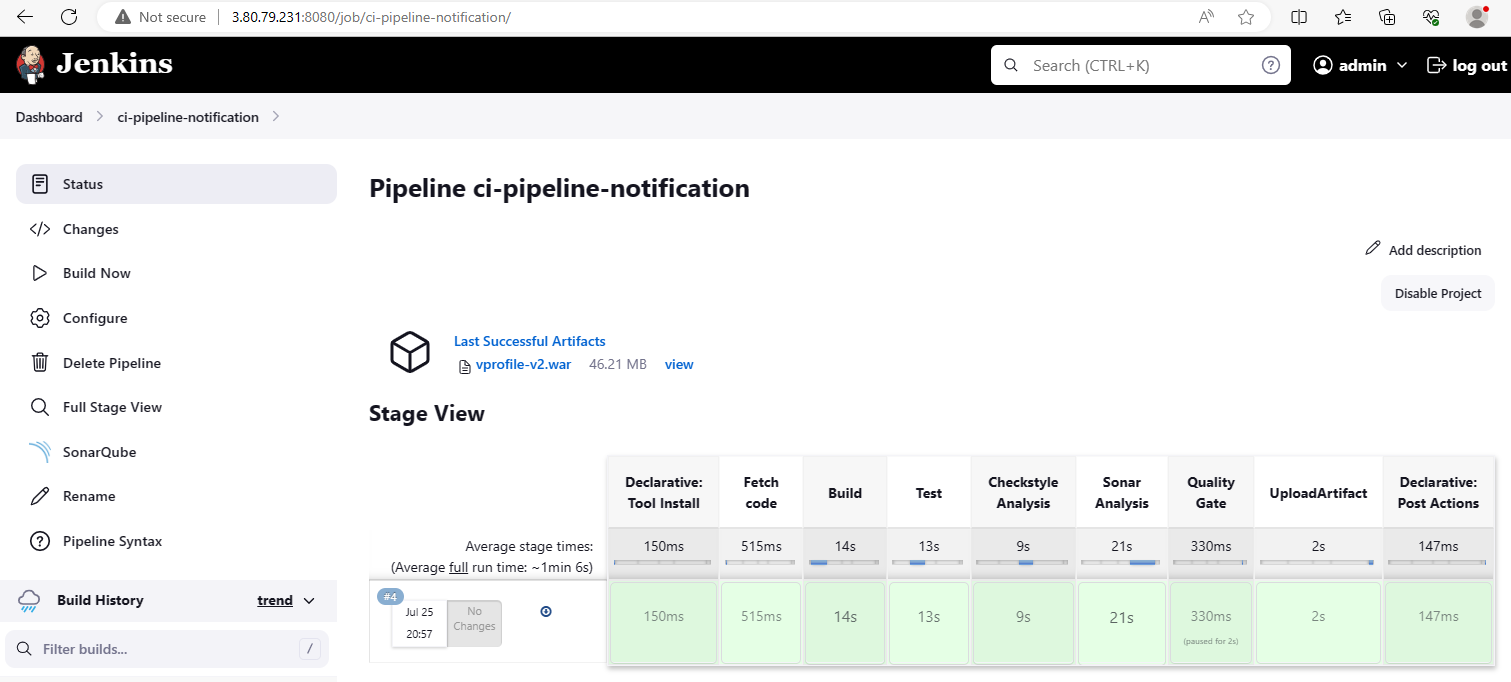 Not secure
3.80.79.231:8080/job/ci-pipeline-notification/
Jenkins
Search (CTRL+K)
?
admin
log out
Dashboard
ci-pipeline-notification
Status
Changes
Build Now
Configure
Delete Pipeline
Full Stage View
SonarQube
Rename
Pipeline Syntax
Build History
trend
Filter builds...
/
Pipeline ci-pipeline-notification
Add description
Disable Project
Last Successful Artifacts
vprofile-v2.war 46.21 MB view
Stage View
Declarative:
Tool Install
Fetch
code
Build
Test
Checkstyle
Analysis
Sonar
Analysis
Quality
Gate
UploadArtifact
Declarative:
Post Actions
Average stage times:
(Average full run time: ~1min 6s)
150ms
515ms
14s
13s
9s
21s
330ms
2s
147ms
#4
Jul 25
20:57
No
Changes
150ms
515ms
14s
13s
9s
21s
330ms
(paused for 2s)
2s
147ms